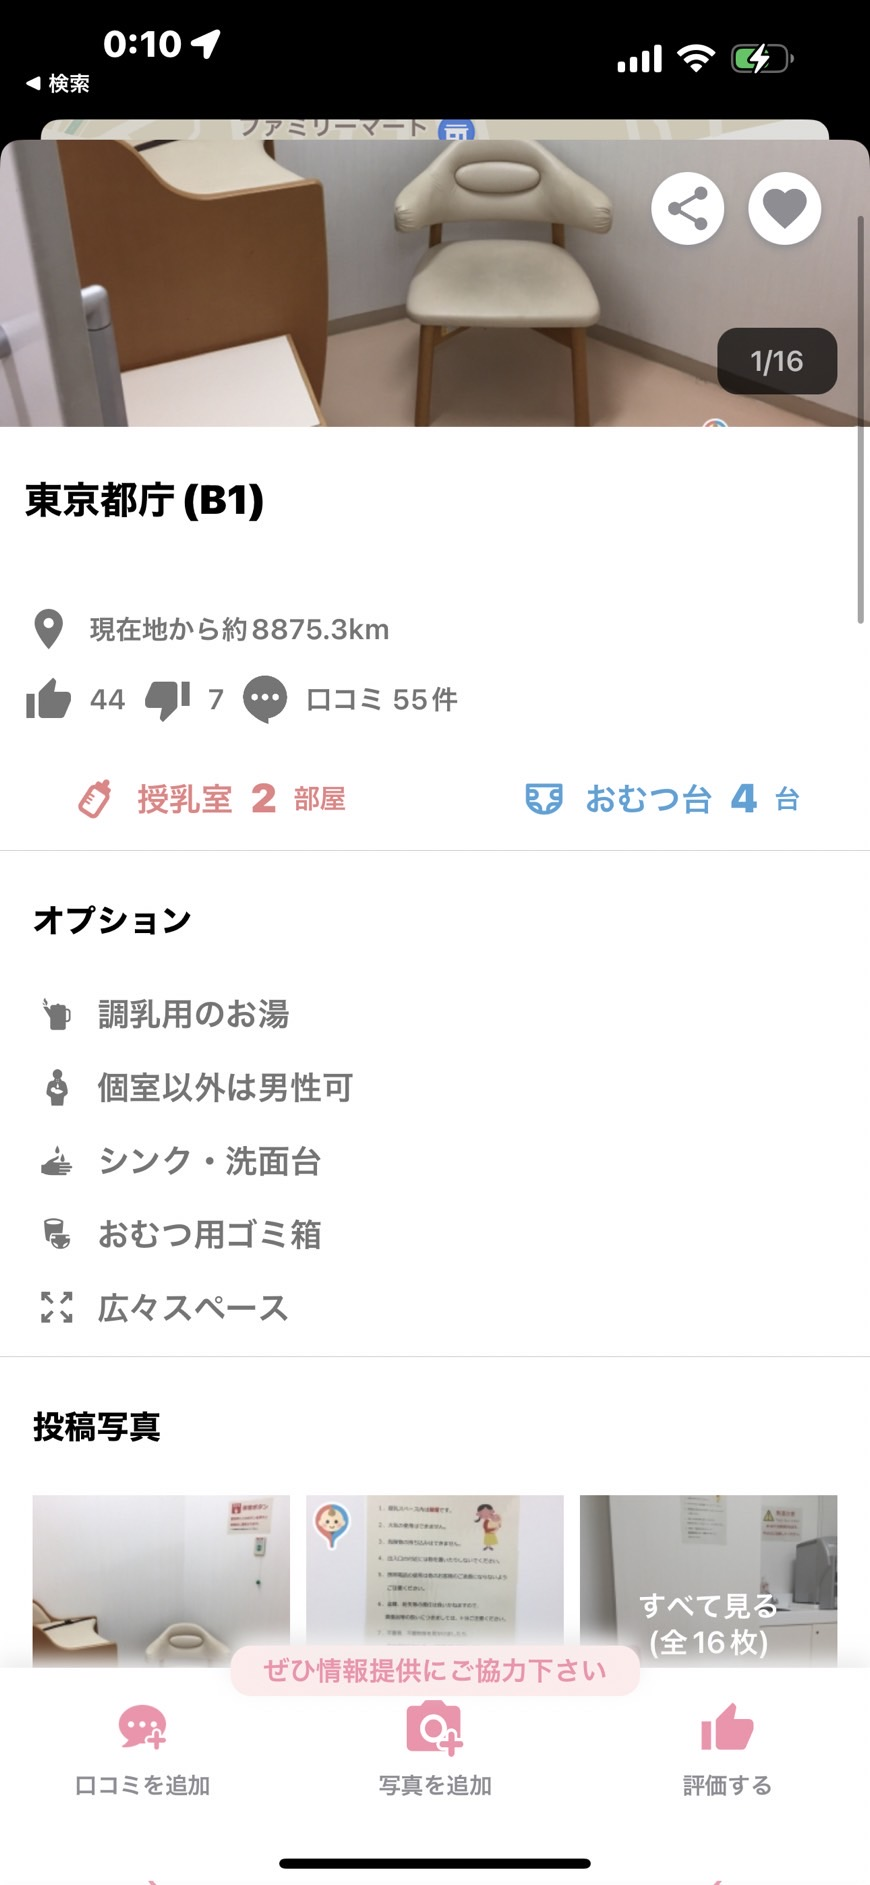 0:10
◀ 検索
ファミリーマート
1/16
東京都庁(B1)
現在地から約8875.3km
44 7 口コミ 55件
授乳室 2 部屋 おむつ台 4 台
オプション
調乳用のお湯
個室以外は男性可
シンク・洗面台
おむつ用ゴミ箱
広々スペース
投稿写真
すべて見る
(全16枚)
ぜひ情報提供にご協力下さい
口コミを追加 写真を追加 評価する